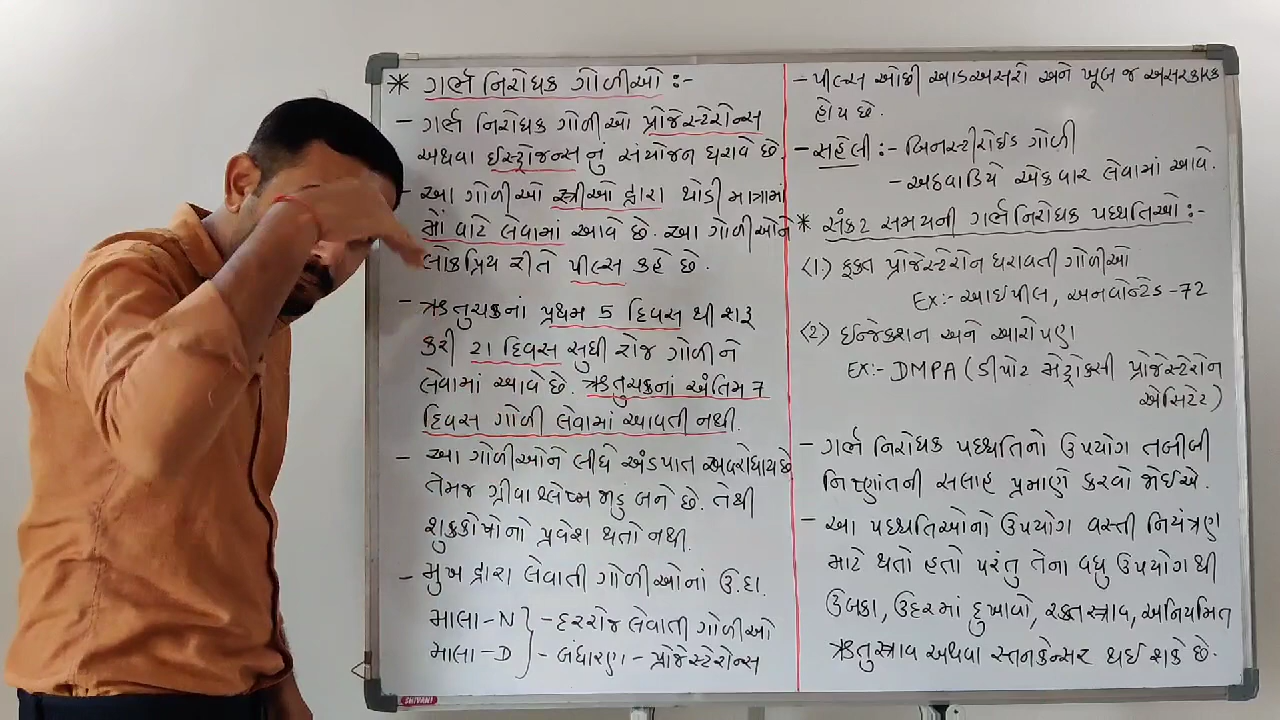 * ગર્ભ નિરોધક ગોળીઓ :-
- ગર્ભ નિરોધક ગોળીઓ પ્રોજેસ્ટેરોન્સ
અથવા ઈસ્ટ્રોજન્સનું સંયોજન ધરાવે છે.
- આ ગોળીઓ સ્ત્રીઓ દ્વારા થોડી માત્રામાં
મોં વાટે લેવામાં આવે છે. આ ગોળીઓને
લોકપ્રિય રીતે પીલ્સ કહે છે.
- ઋતુચક્રનાં પ્રથમ 5 દિવસ થી શરૂ
કરી 21 દિવસ સુધી રોજ ગોળીને
લેવામાં આવે છે. ઋતુચક્રનાં અંતિમ 7
દિવસ ગોળી લેવામાં આવતી નથી.
- આ ગોળીઓને લીધે અંડપાત અવરોધાય છે
તેમજ ગ્રીવા શ્લેષ્મ જાડું બને છે. તેથી
શુક્રકોષોનો પ્રવેશ થતો નથી.
- મુખ દ્વારા લેવાતી ગોળીઓનાં ઉ.દા.
માલા-N } - દરરોજ લેવાતી ગોળીઓ
માલા-D } - બંધારણ - પ્રોજેસ્ટેરોન્સ
SHIVANI
- પીલ્સ ઓછી આડઅસરો અને ખૂબ જ અસરકારક
હોય છે.
- સહેલી :- બિનસ્ટીરોઈડ ગોળી
- અઠવાડિયે એકવાર લેવામાં આવે.
* સંકટ સમયની ગર્ભનિરોધક પધ્ધતિઓ :-
(1) ફક્ત પ્રોજેસ્ટેરોન ધરાવતી ગોળીઓ
Ex:- આઈપીલ, અનવોન્ટેડ-72
(2) ઈન્જેકશન અને આરોપણ
Ex:- DMPA (ડીપોટ મેડ્રોક્સી પ્રોજેસ્ટેરોન
એસિટેટ)
- ગર્ભ નિરોધક પધ્ધતિનો ઉપયોગ તબીબી
નિષ્ણાંતની સલાહ પ્રમાણે કરવો જોઈએ.
- આ પધ્ધતિઓનો ઉપયોગ વસ્તી નિયંત્રણ
માટે થતો હતો પરંતુ તેના વધુ ઉપયોગ થી
ઉબકા, ઉદરમાં દુખાવો, રક્તસ્ત્રાવ, અનિયમિત
ઋતુસ્ત્રાવ અથવા સ્તનકેન્સર થઈ શકે છે.